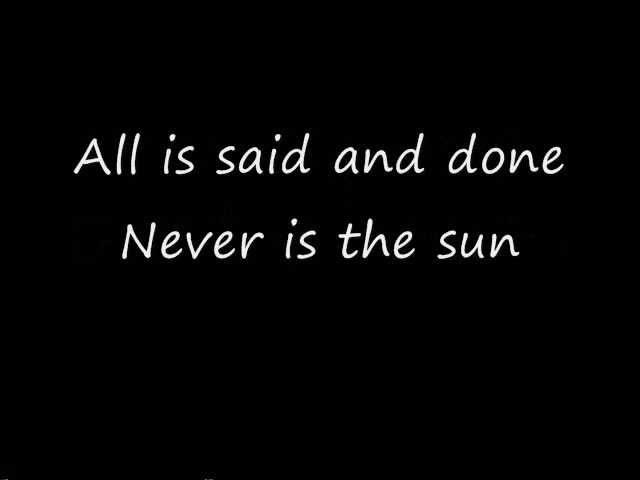 All is said and done
Never is the sun